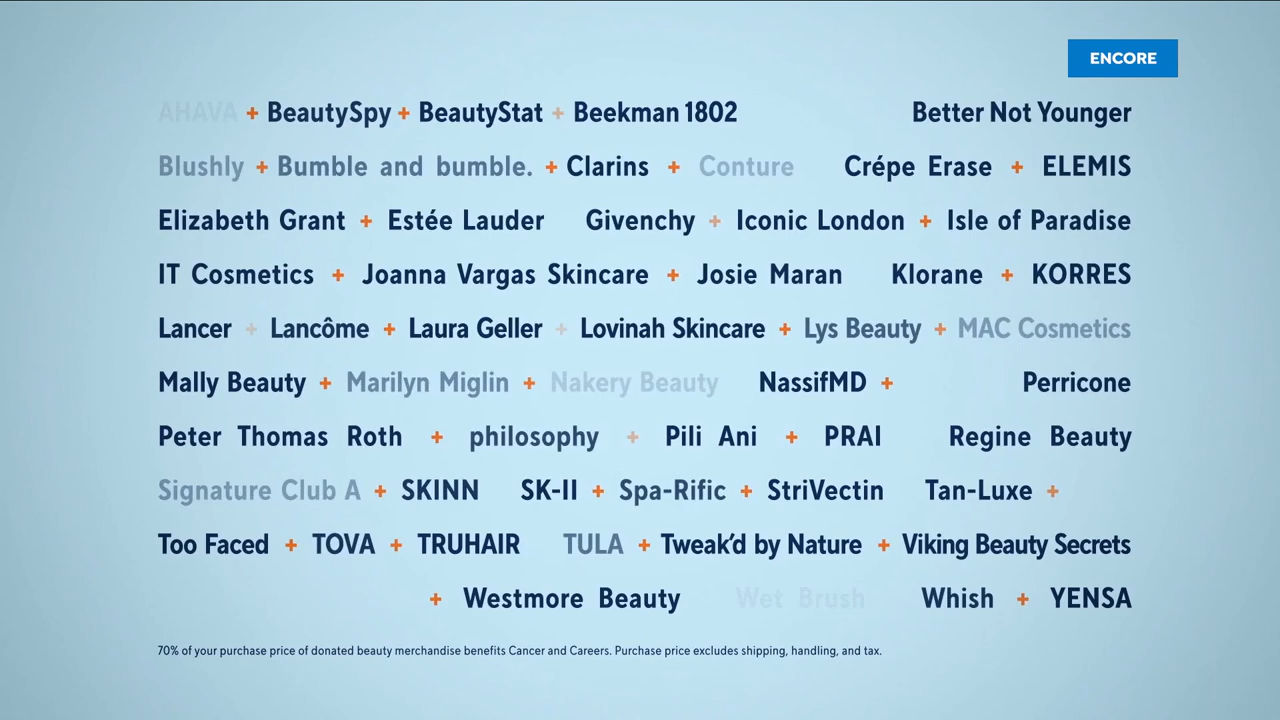 ENCORE
AHAVA + BeautySpy + BeautyStat + Beekman 1802 Better Not Younger
Blushly + Bumble and bumble. + Clarins + Conture Crépe Erase + ELEMIS
Elizabeth Grant + Estée Lauder Givenchy + Iconic London + Isle of Paradise
IT Cosmetics + Joanna Vargas Skincare + Josie Maran Klorane + KORRES
Lancer + Lancôme + Laura Geller + Lovinah Skincare + Lys Beauty + MAC Cosmetics
Mally Beauty + Marilyn Miglin + Nakery Beauty NassifMD + Perricone
Peter Thomas Roth + philosophy + Pili Ani + PRAI Regine Beauty
Signature Club A + SKINN SK-II + Spa-Rific + StriVectin Tan-Luxe +
Too Faced + TOVA + TRUHAIR TULA + Tweak'd by Nature + Viking Beauty Secrets
+ Westmore Beauty Wet Brush Whish + YENSA
70% of your purchase price of donated beauty merchandise benefits Cancer and Careers. Purchase price excludes shipping, handling, and tax.